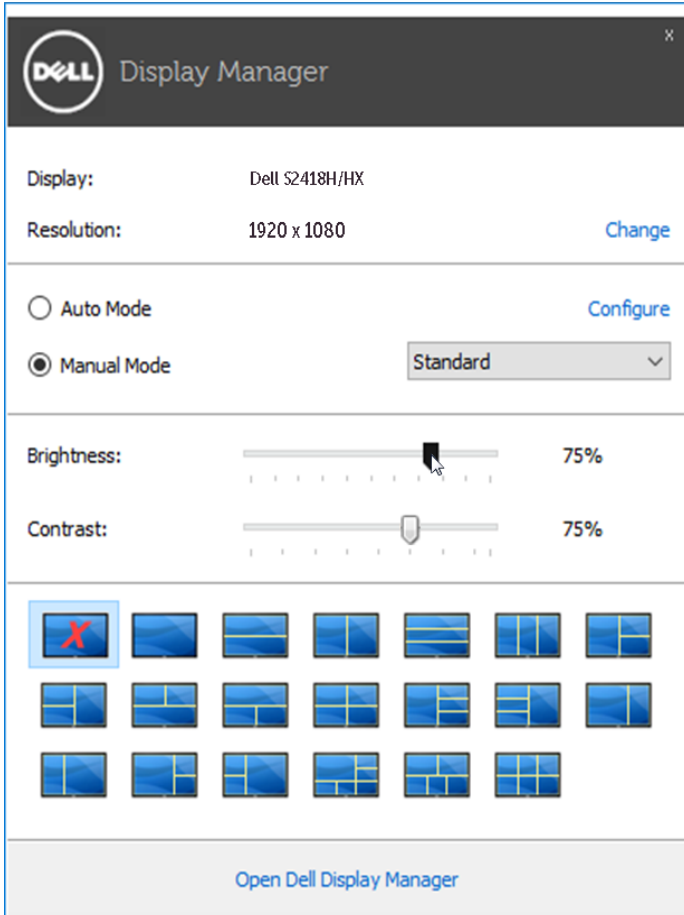 DELL Display Manager x
Display: Dell S2418H/HX
Resolution: 1920 x 1080 Change
Auto Mode Configure
Manual Mode Standard
Brightness: 75%
Contrast: 75%
X
Open Dell Display Manager